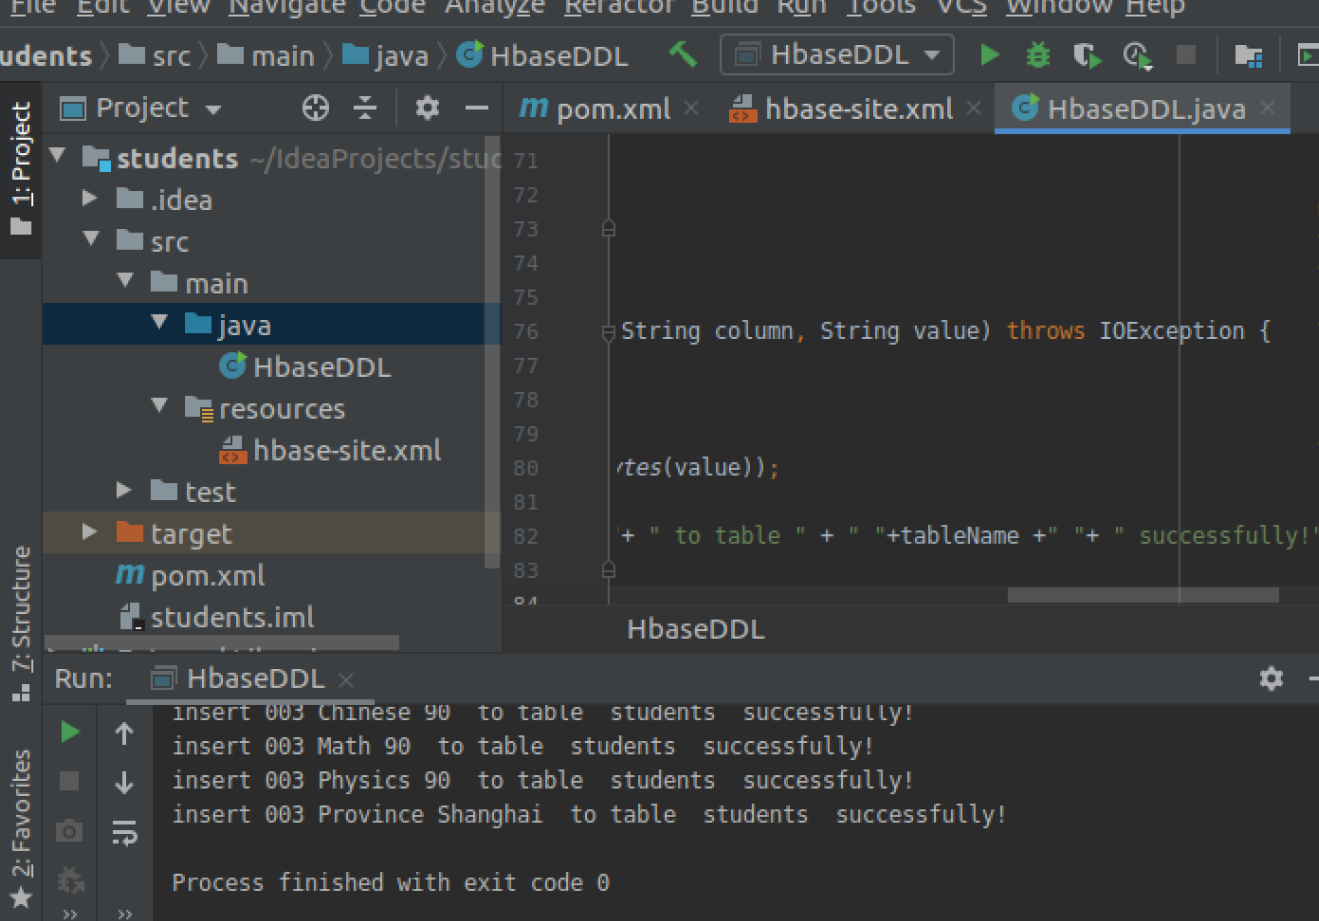 File Edit View Navigate Code Analyze Refactor Build Run Tools VCS Window Help
udents src main java HbaseDDL HbaseDDL
1: Project
Project
pom.xml hbase-site.xml HbaseDDL.java
students ~/IdeaProjects/stud
.idea
src
main
java
HbaseDDL
resources
hbase-site.xml
test
target
pom.xml
students.iml
71
72
73
74
75
76 String column, String value) throws IOException {
77
78
79
80 ytes(value));
81
82 "+ " to table " + " "+tableName +" "+ " successfully!"
83
84
HbaseDDL
7: Structure
2: Favorites
Run: HbaseDDL
insert 003 Chinese 90  to table  students  successfully!
insert 003 Math 90  to table  students  successfully!
insert 003 Physics 90  to table  students  successfully!
insert 003 Province Shanghai  to table  students  successfully!
Process finished with exit code 0